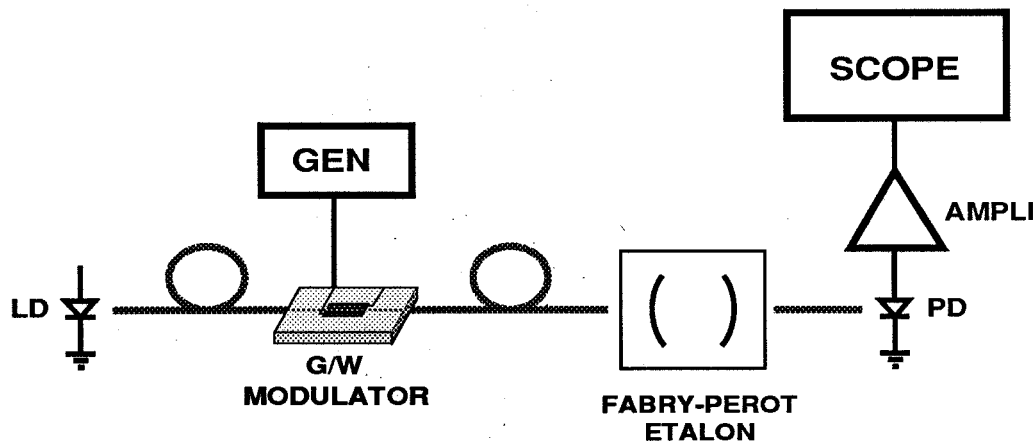 SCOPE
GEN
AMPLI
LD
PD
G/W
MODULATOR
FABRY-PEROT
ETALON